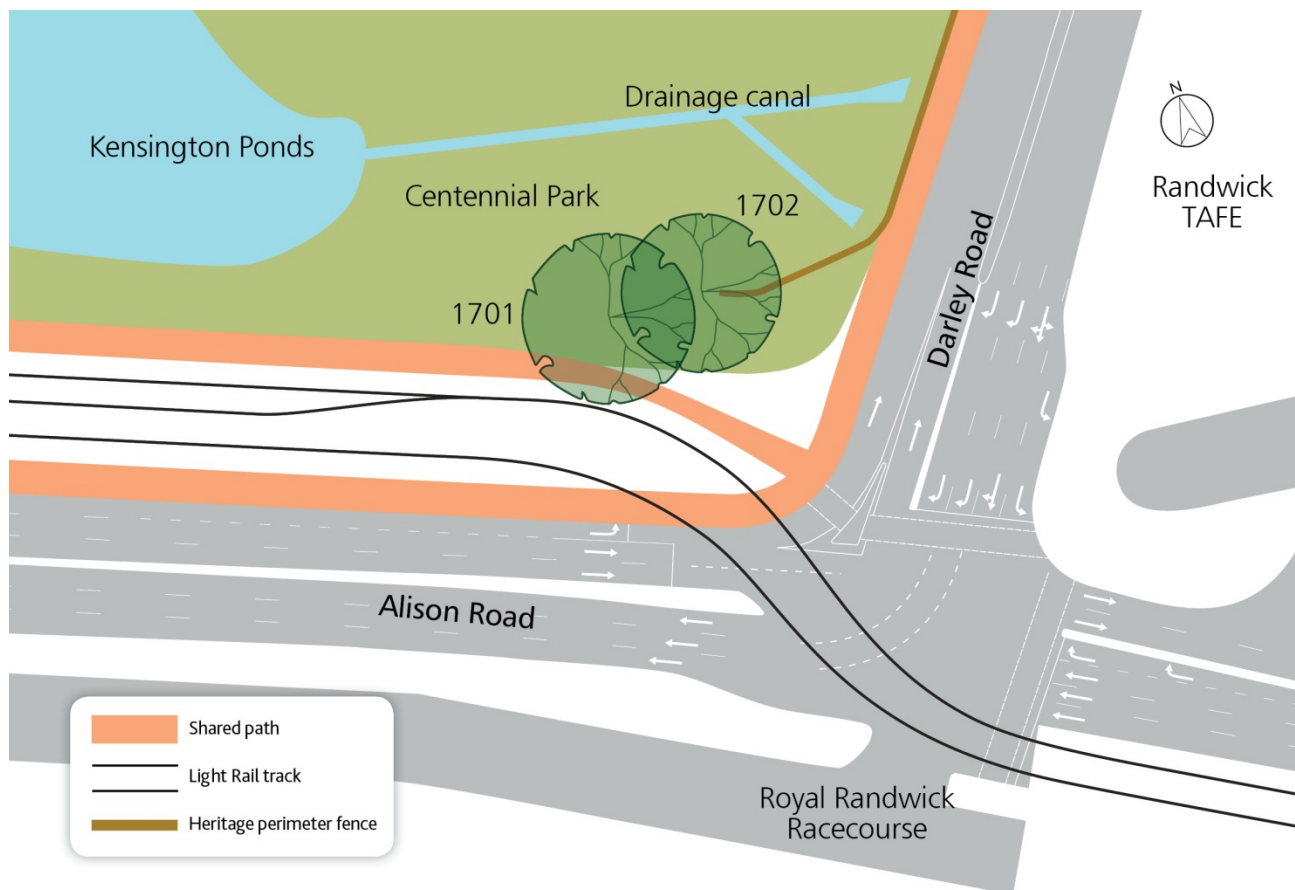 N
Drainage canal
Kensington Ponds
Randwick
TAFE
Centennial Park
1702
1701
Darley Road
Alison Road
Shared path
Light Rail track
Heritage perimeter fence
Royal Randwick
Racecourse